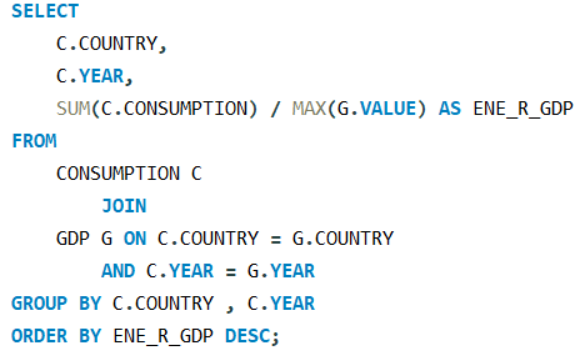 SELECT
C.COUNTRY,
C.YEAR,
SUM(C.CONSUMPTION) / MAX(G.VALUE) AS ENE_R_GDP
FROM
CONSUMPTION C
JOIN
GDP G ON C.COUNTRY = G.COUNTRY
AND C.YEAR = G.YEAR
GROUP BY C.COUNTRY , C.YEAR
ORDER BY ENE_R_GDP DESC;